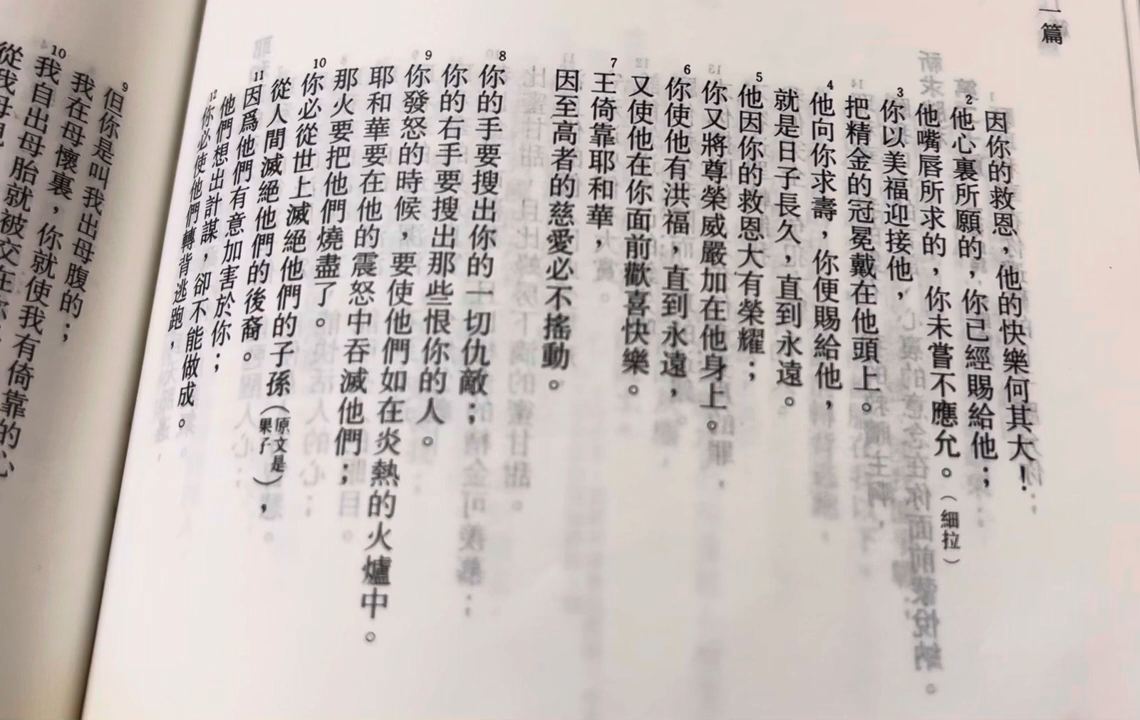 一篇
因你的救恩，他的快樂何其大！
2 他心裏所願的，你已經賜給他；
他嘴唇所求的，你未嘗不應允。（細拉）
3 你以美福迎接他，
把精金的冠冕戴在他頭上。
4 他向你求壽，你便賜給他，
就是日子長久，直到永遠。
5 他因你的救恩大有榮耀；
你又將尊榮威嚴加在他身上。
6 你使他有洪福，直到永遠，
又使他在你面前歡喜快樂。
7 王倚靠耶和華，
因至高者的慈愛必不搖動。
8 你的手要搜出你的一切仇敵；
你的右手要搜出那些恨你的人。
9 你發怒的時候，要使他們如在炎熱的火爐中。
耶和華要在他的震怒中吞滅他們；
那火要把他們燒盡了。
10 你必從世上滅絕他們的子孫（原文是果子），
從人間滅絕他們的後裔。
11 因爲他們有意加害於你；
他們想出計謀，卻不能做成。
12 你必使他們轉背逃跑，
9 但你是叫我出母腹的；
我在母懷裏，你就使我有倚靠的心
10 我自出母胎就被交在
從我母